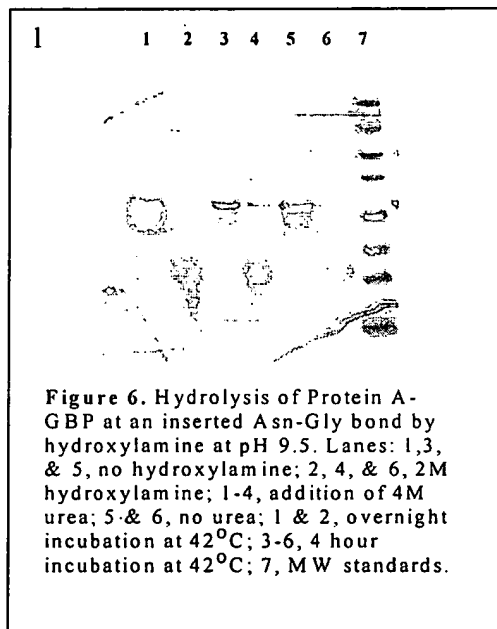 1 1 2 3 4 5 6 7
Figure 6. Hydrolysis of Protein A-
GBP at an inserted Asn-Gly bond by
hydroxylamine at pH 9.5. Lanes: 1,3,
& 5, no hydroxylamine; 2, 4, & 6, 2M
hydroxylamine; 1-4, addition of 4M
urea; 5 & 6, no urea; 1 & 2, overnight
incubation at 42°C; 3-6, 4 hour
incubation at 42°C; 7, MW standards.